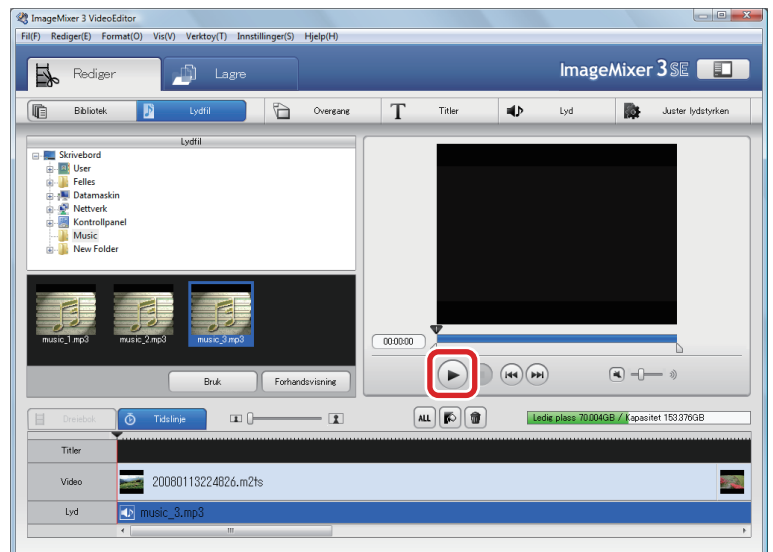 ImageMixer 3 VideoEditor
Fil(F) Rediger(E) Format(O) Vis(V) Verktoy(T) Innstillinger(S) Hjelp(H)
Rediger
Lagre
ImageMixer 3 SE
Bibliotek
Lydfil
Overgang
T Titler
Lyd
Juster lydstyrken
Lydfil
Skrivebord
User
Felles
Datamaskin
Nettverk
Kontrollpanel
Music
New Folder
music_1.mp3
music_2.mp3
music_3.mp3
Bruk
Forhandsvisning
00:00:00
Dreiebok
Tidslinje
ALL
Ledig plass 70.004GB / Kapasitet 153.376GB
Titler
Video
20080113224826.m2ts
Lyd
music_3.mp3